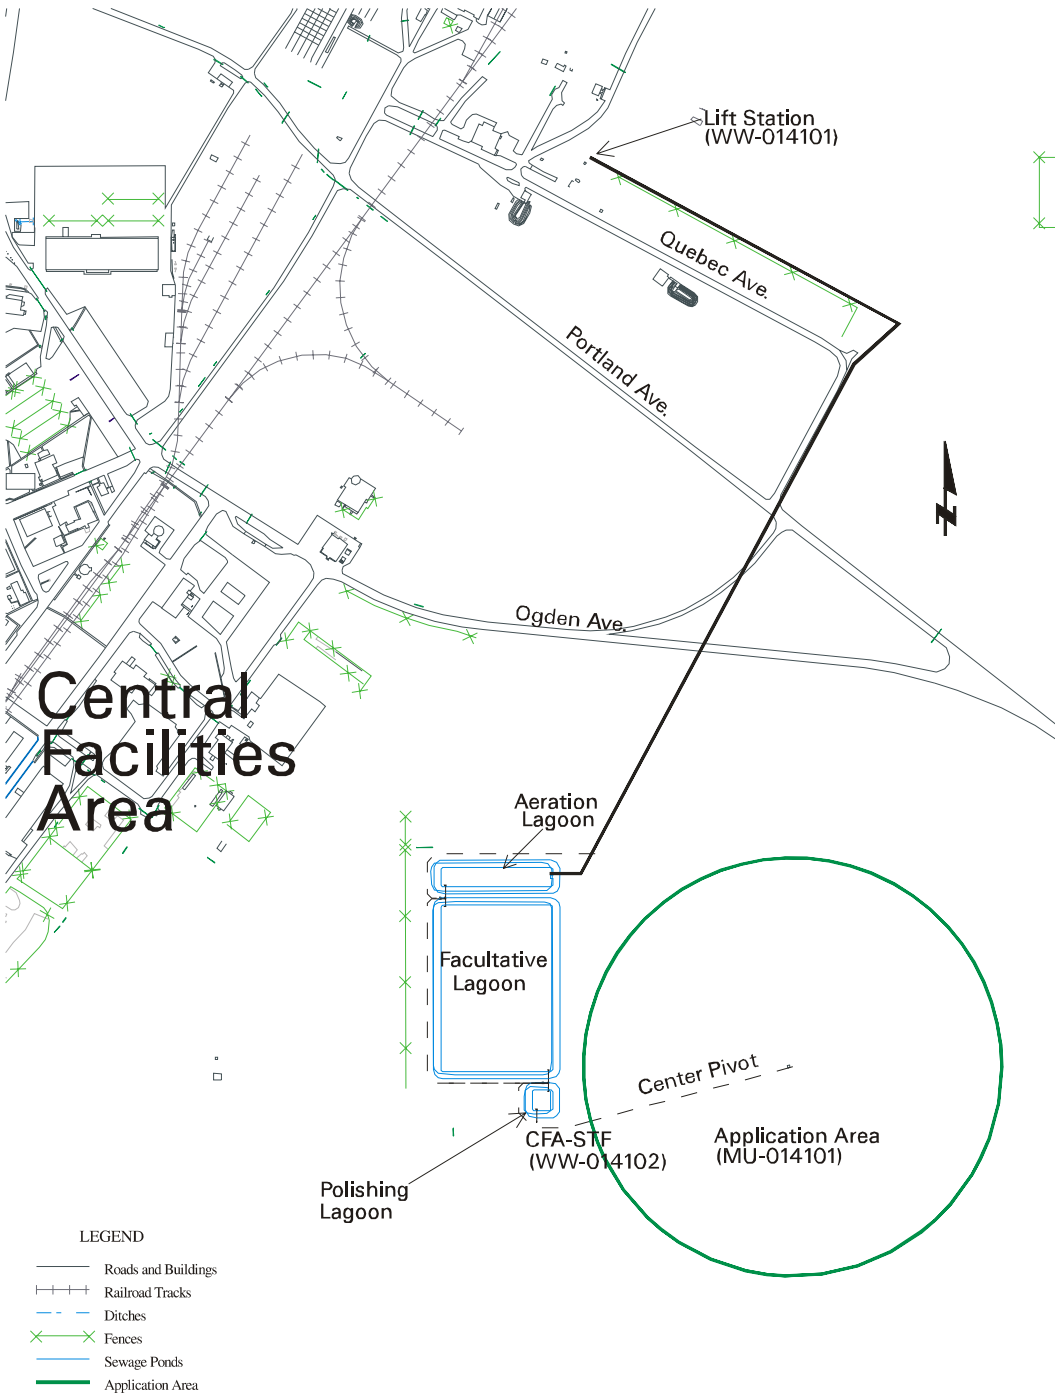 Lift Station
(WW-014101)
Quebec Ave.
Portland Ave.
N
Ogden Ave.
Central
Facilities
Area
Aeration
Lagoon
Facultative
Lagoon
Center Pivot
CFA-STF
(WW-014102)
Application Area
(MU-014101)
Polishing
Lagoon
LEGEND
Roads and Buildings
Railroad Tracks
Ditches
Fences
Sewage Ponds
Application Area